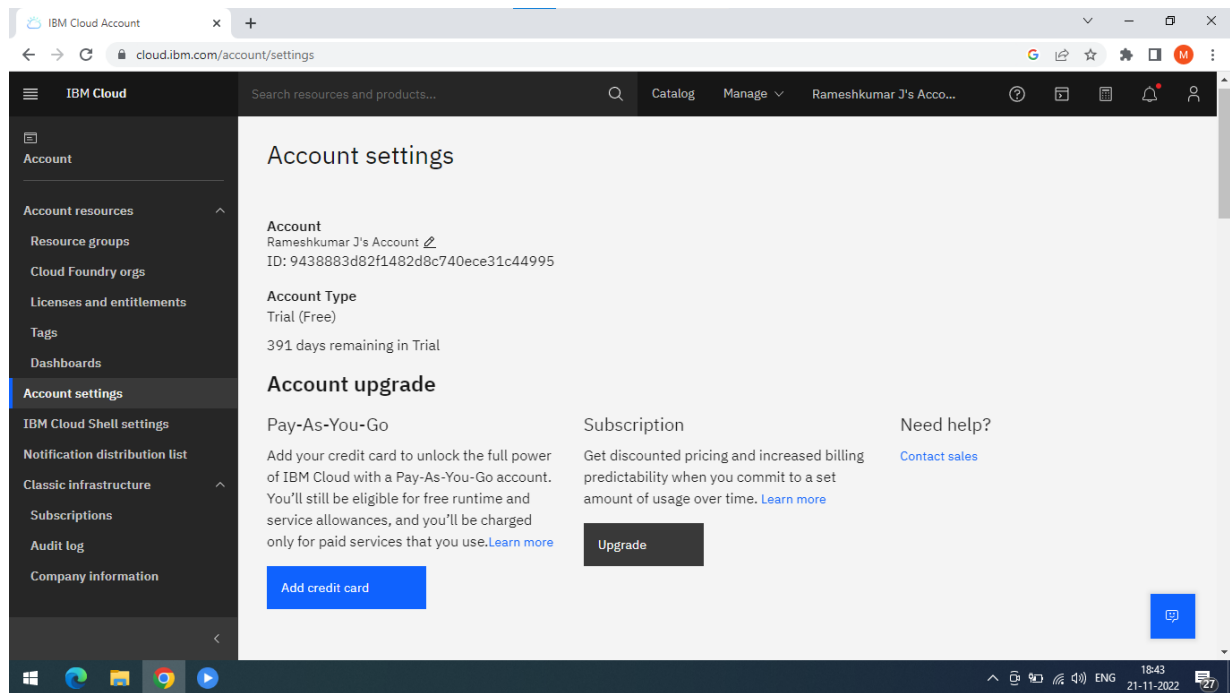 IBM Cloud Account
cloud.ibm.com/account/settings
G
M
IBM Cloud
Search resources and products...
Catalog
Manage
Rameshkumar J's Acco...
Account
Account resources
Resource groups
Cloud Foundry orgs
Licenses and entitlements
Tags
Dashboards
Account settings
IBM Cloud Shell settings
Notification distribution list
Classic infrastructure
Subscriptions
Audit log
Company information
Account settings
Account
Rameshkumar J's Account
ID: 9438883d82f1482d8c740ece31c44995
Account Type
Trial (Free)
391 days remaining in Trial
Account upgrade
Pay-As-You-Go
Add your credit card to unlock the full power
of IBM Cloud with a Pay-As-You-Go account.
You'll still be eligible for free runtime and
service allowances, and you'll be charged
only for paid services that you use.Learn more
Add credit card
Subscription
Get discounted pricing and increased billing
predictability when you commit to a set
amount of usage over time. Learn more
Upgrade
Need help?
Contact sales
ENG
18:43
21-11-2022
27